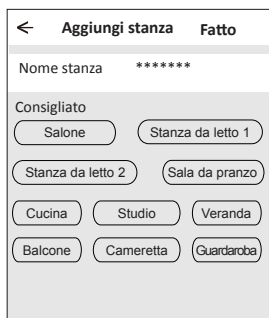 ← Aggiungi stanza Fatto
Nome stanza *******
Consigliato
Salone Stanza da letto 1
Stanza da letto 2 Sala da pranzo
Cucina Studio Veranda
Balcone Cameretta Guardaroba